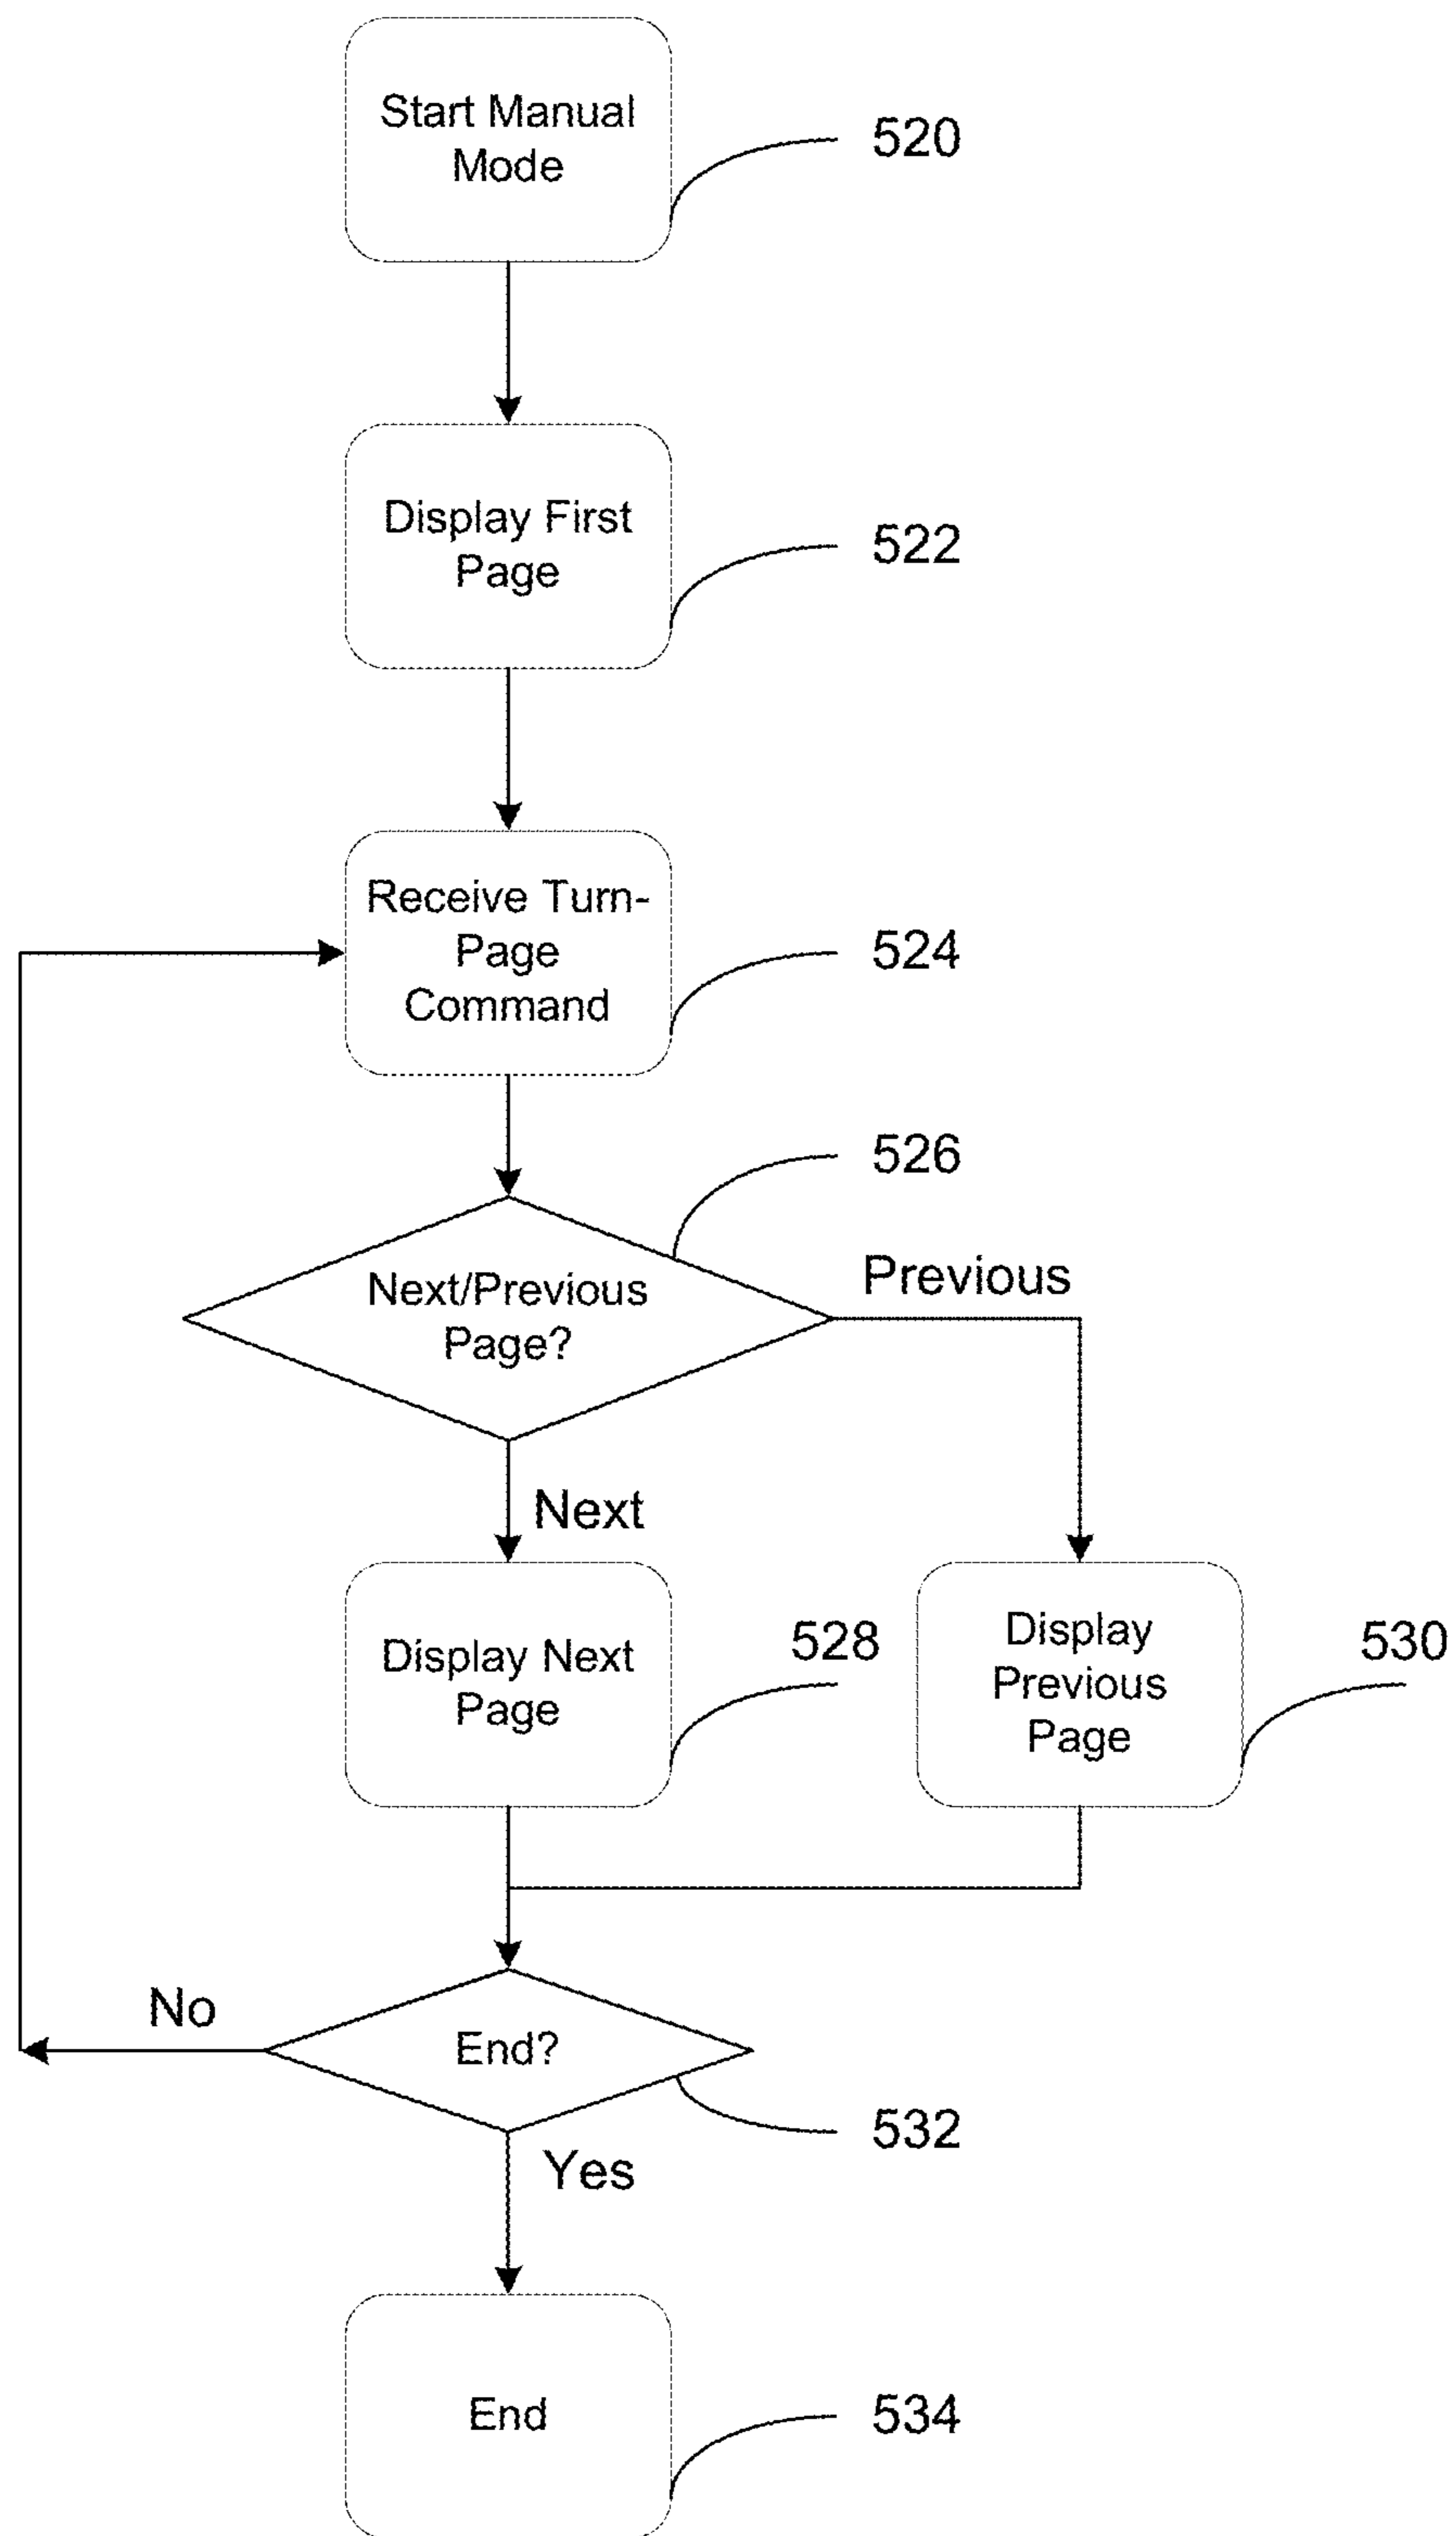 Start Manual
Mode
520
Display First
Page
522
Receive Turn-
Page
Command
524
526
Next/Previous
Page?
Previous
Next
Display Next
Page
528
Display
Previous
Page
530
No
End?
532
Yes
End
534